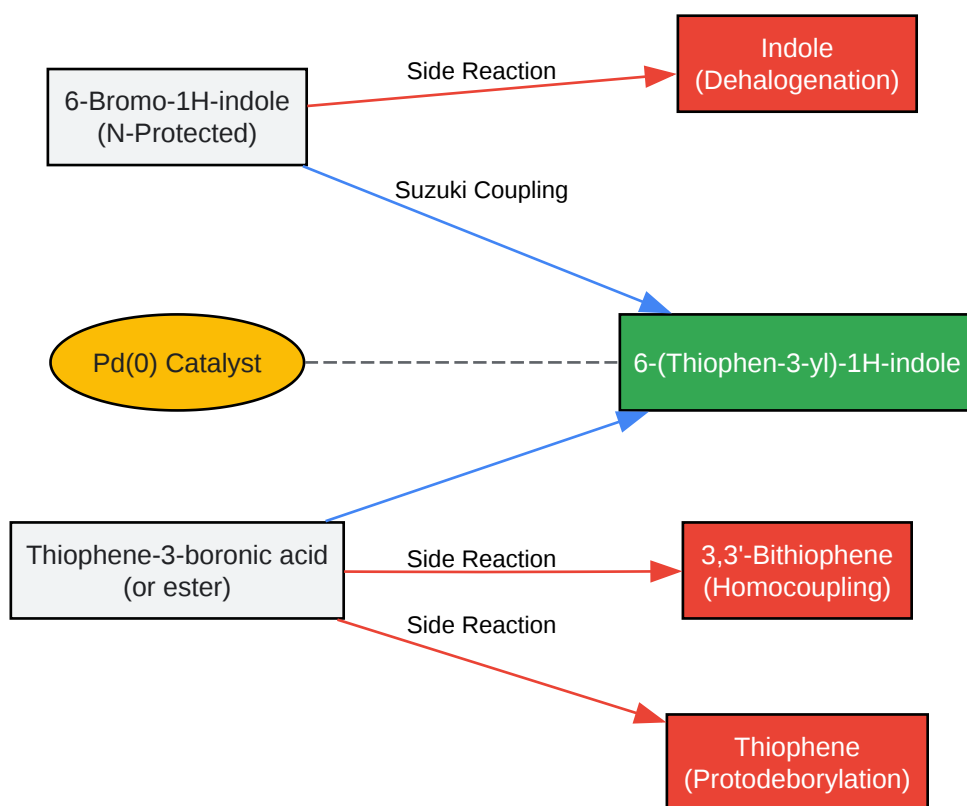 Indole
(Dehalogenation)
Side Reaction
6-Bromo-1H-indole
(N-Protected)
Suzuki Coupling
Pd(0) Catalyst
6-(Thiophen-3-yl)-1H-indole
Thiophene-3-boronic acid
(or ester)
Side Reaction
3,3'-Bithiophene
(Homocoupling)
Side Reaction
Thiophene
(Protodeborylation)